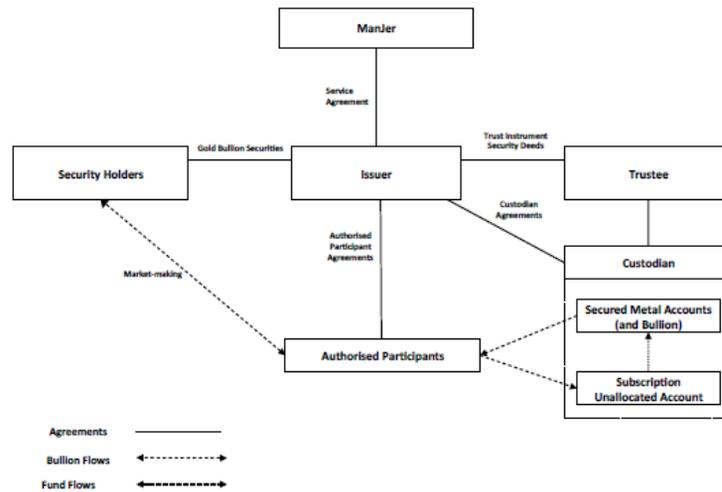 ManJer
Service
Agreement
Gold Bullion Securities
Trust Instrument
Security Deeds
Security Holders
Issuer
Trustee
Custodian
Agreements
Authorised
Participant
Agreements
Custodian
Market-making
Secured Metal Accounts
(and Bullion)
Authorised Participants
Subscription
Unallocated Account
Agreements
Bullion Flows
Fund Flows